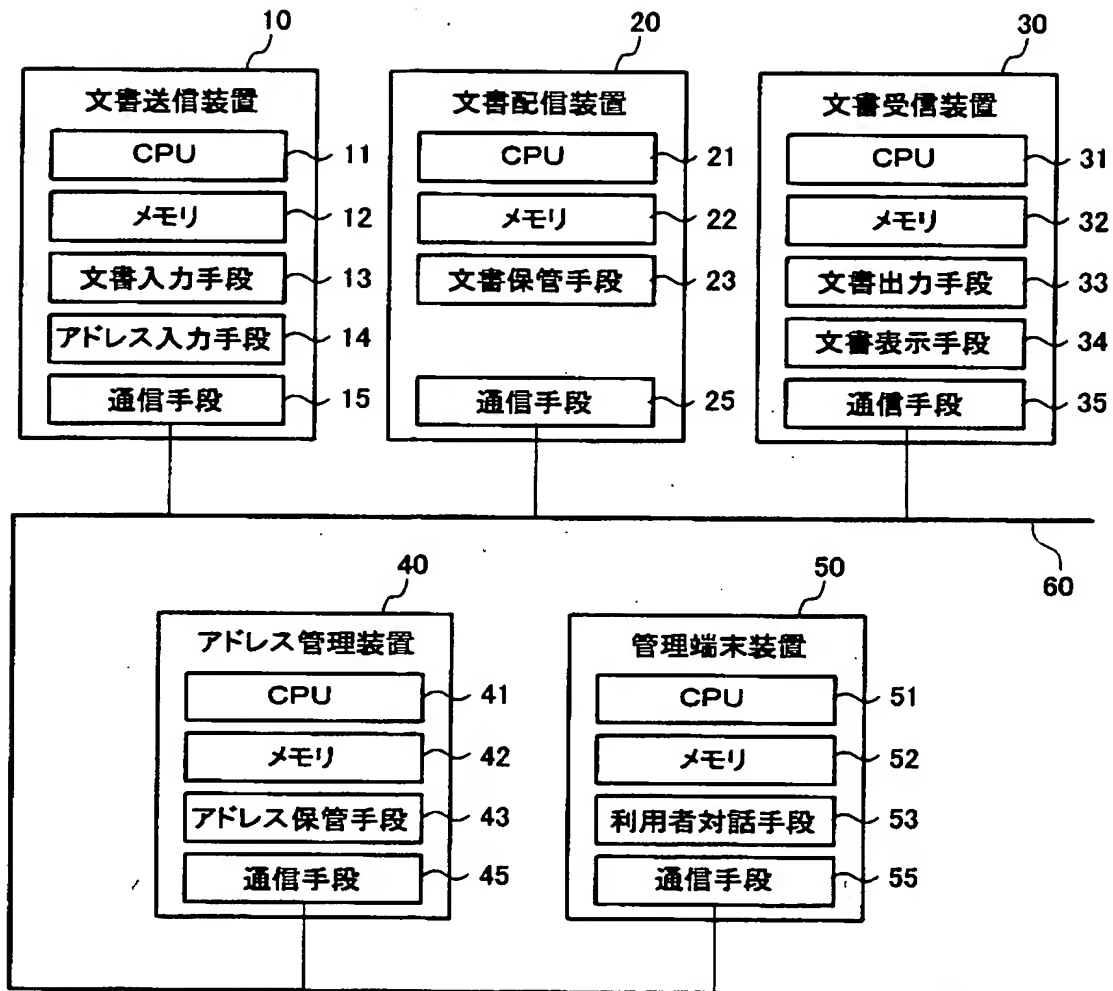 10
20
30
文書送信装置
CPU 11
メモリ 12
文書入力手段 13
アドレス入力手段 14
通信手段 15
文書配信装置
CPU 21
メモリ 22
文書保管手段 23
通信手段 25
文書受信装置
CPU 31
メモリ 32
文書出力手段 33
文書表示手段 34
通信手段 35
60
40
50
アドレス管理装置
CPU 41
メモリ 42
アドレス保管手段 43
通信手段 45
管理端末装置
CPU 51
メモリ 52
利用者対話手段 53
通信手段 55